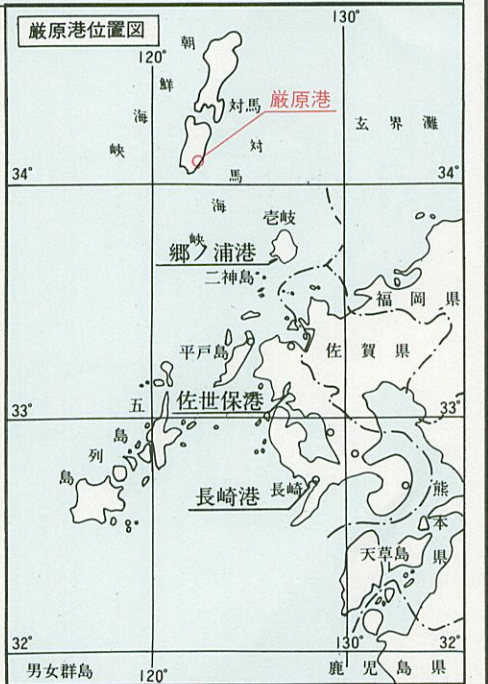 厳原港位置図
130°
120°
朝鮮海峡
対馬
厳原港
対馬海峡
玄界灘
34°
34°
壱岐
郷ノ浦港
二神島
福岡県
平戸島
佐賀県
五島列島
佐世保港
33°
33°
長崎港
長崎
熊本県
天草島
32°
130°
32°
男女群島
120°
鹿児島県